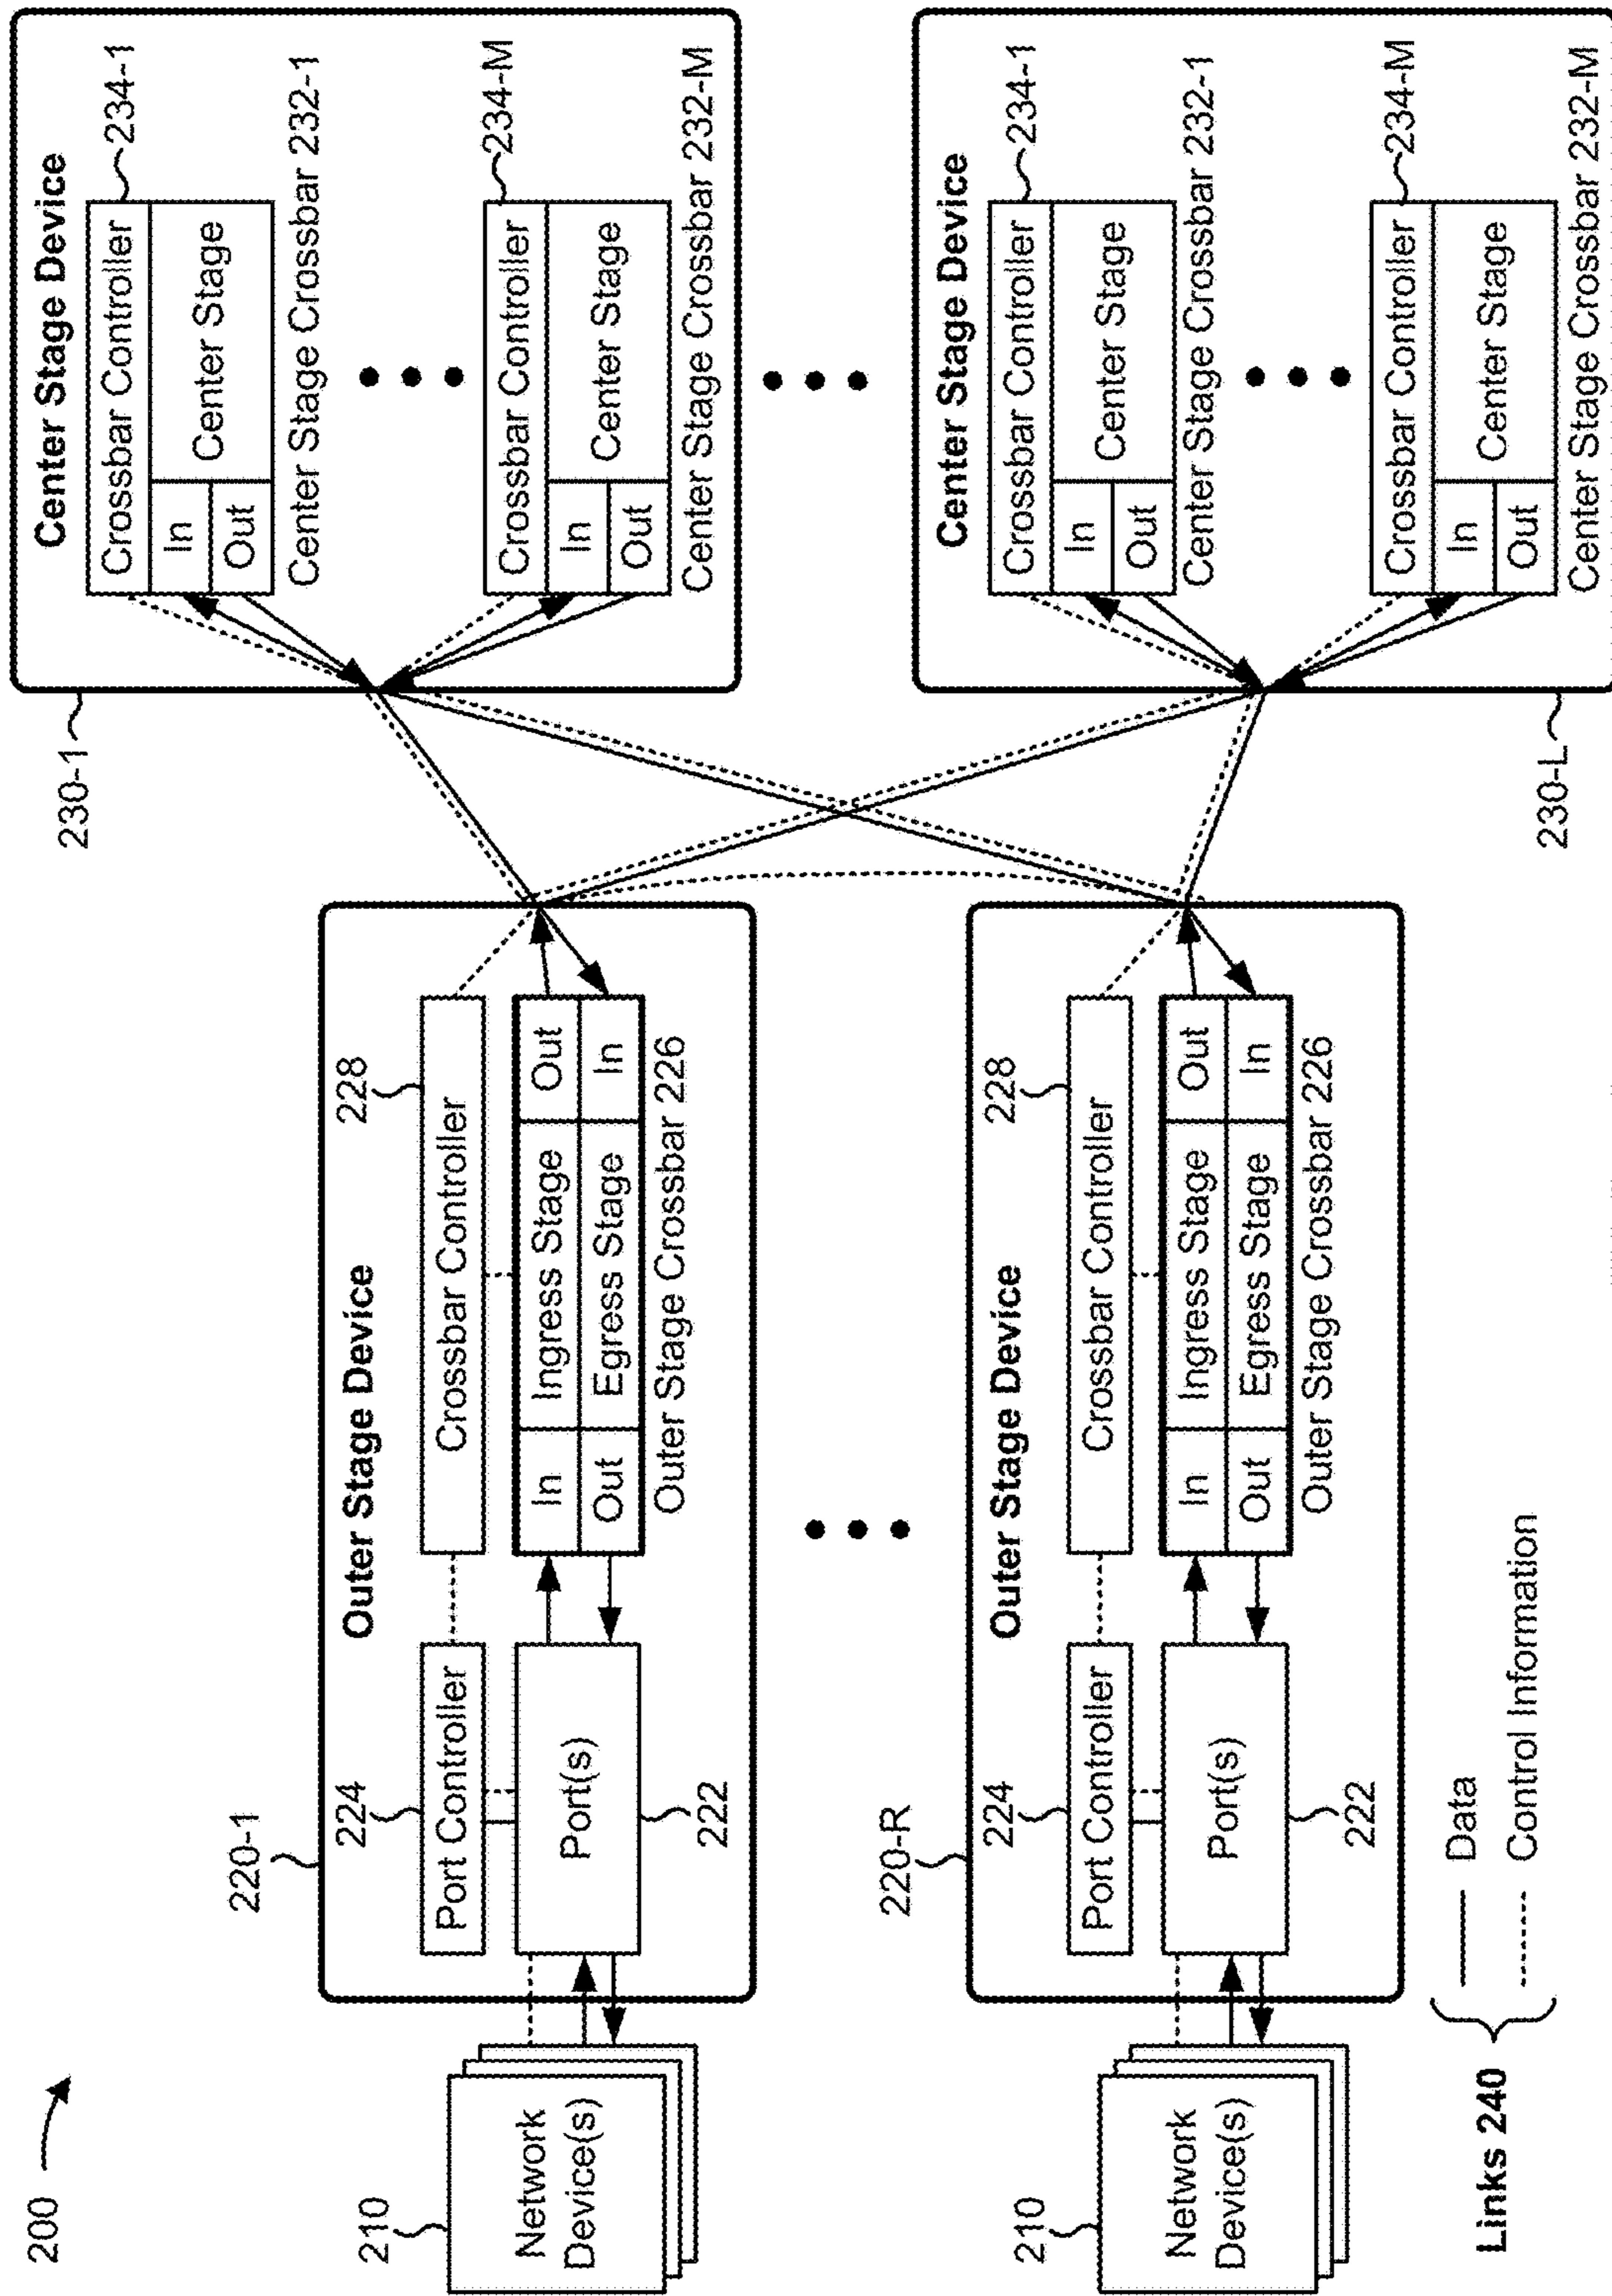 200
210
Network
Device(s)
220-1
Outer Stage Device
224
Port Controller
Port(s)
222
228
Crossbar Controller
In
Ingress Stage
Out
Out
Egress Stage
In
Outer Stage Crossbar 226
230-1
Center Stage Device
Crossbar Controller
234-1
In
Out
Center Stage
Center Stage Crossbar 232-1
Crossbar Controller
234-M
In
Out
Center Stage
Center Stage Crossbar 232-M
210
Network
Device(s)
220-R
Outer Stage Device
224
Port Controller
Port(s)
222
228
Crossbar Controller
In
Ingress Stage
Out
Out
Egress Stage
In
Outer Stage Crossbar 226
230-L
Center Stage Device
Crossbar Controller
234-1
In
Out
Center Stage
Center Stage Crossbar 232-1
Crossbar Controller
234-M
In
Out
Center Stage
Center Stage Crossbar 232-M
Links 240
Data
Control Information